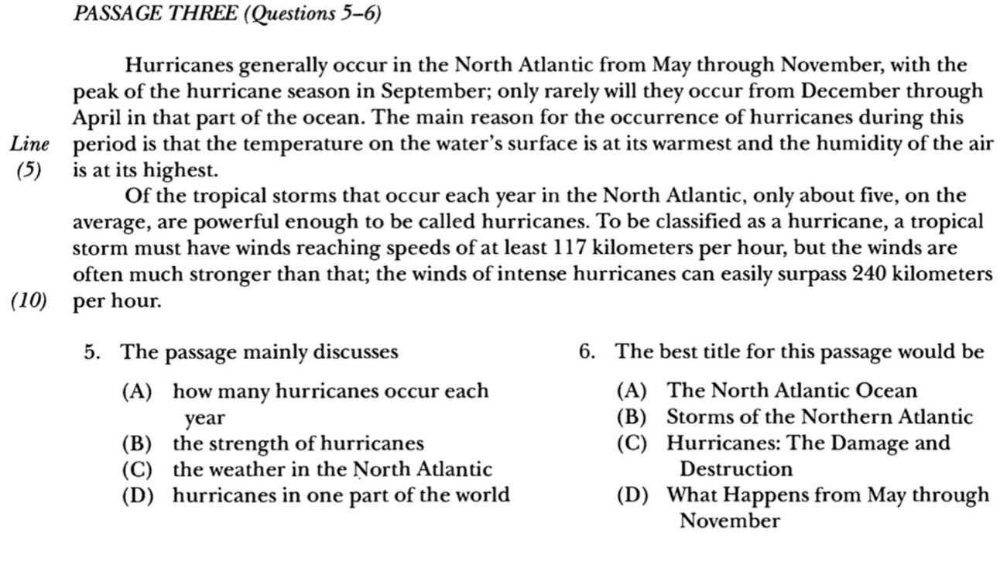 PASSAGE THREE (Questions 5–6)
Hurricanes generally occur in the North Atlantic from May through November, with the
peak of the hurricane season in September; only rarely will they occur from December through
April in that part of the ocean. The main reason for the occurrence of hurricanes during this
Line period is that the temperature on the water's surface is at its warmest and the humidity of the air
(5) is at its highest.
Of the tropical storms that occur each year in the North Atlantic, only about five, on the
average, are powerful enough to be called hurricanes. To be classified as a hurricane, a tropical
storm must have winds reaching speeds of at least 117 kilometers per hour, but the winds are
often much stronger than that; the winds of intense hurricanes can easily surpass 240 kilometers
(10) per hour.
5. The passage mainly discusses
(A) how many hurricanes occur each
year
(B) the strength of hurricanes
(C) the weather in the North Atlantic
(D) hurricanes in one part of the world
6. The best title for this passage would be
(A) The North Atlantic Ocean
(B) Storms of the Northern Atlantic
(C) Hurricanes: The Damage and
Destruction
(D) What Happens from May through
November